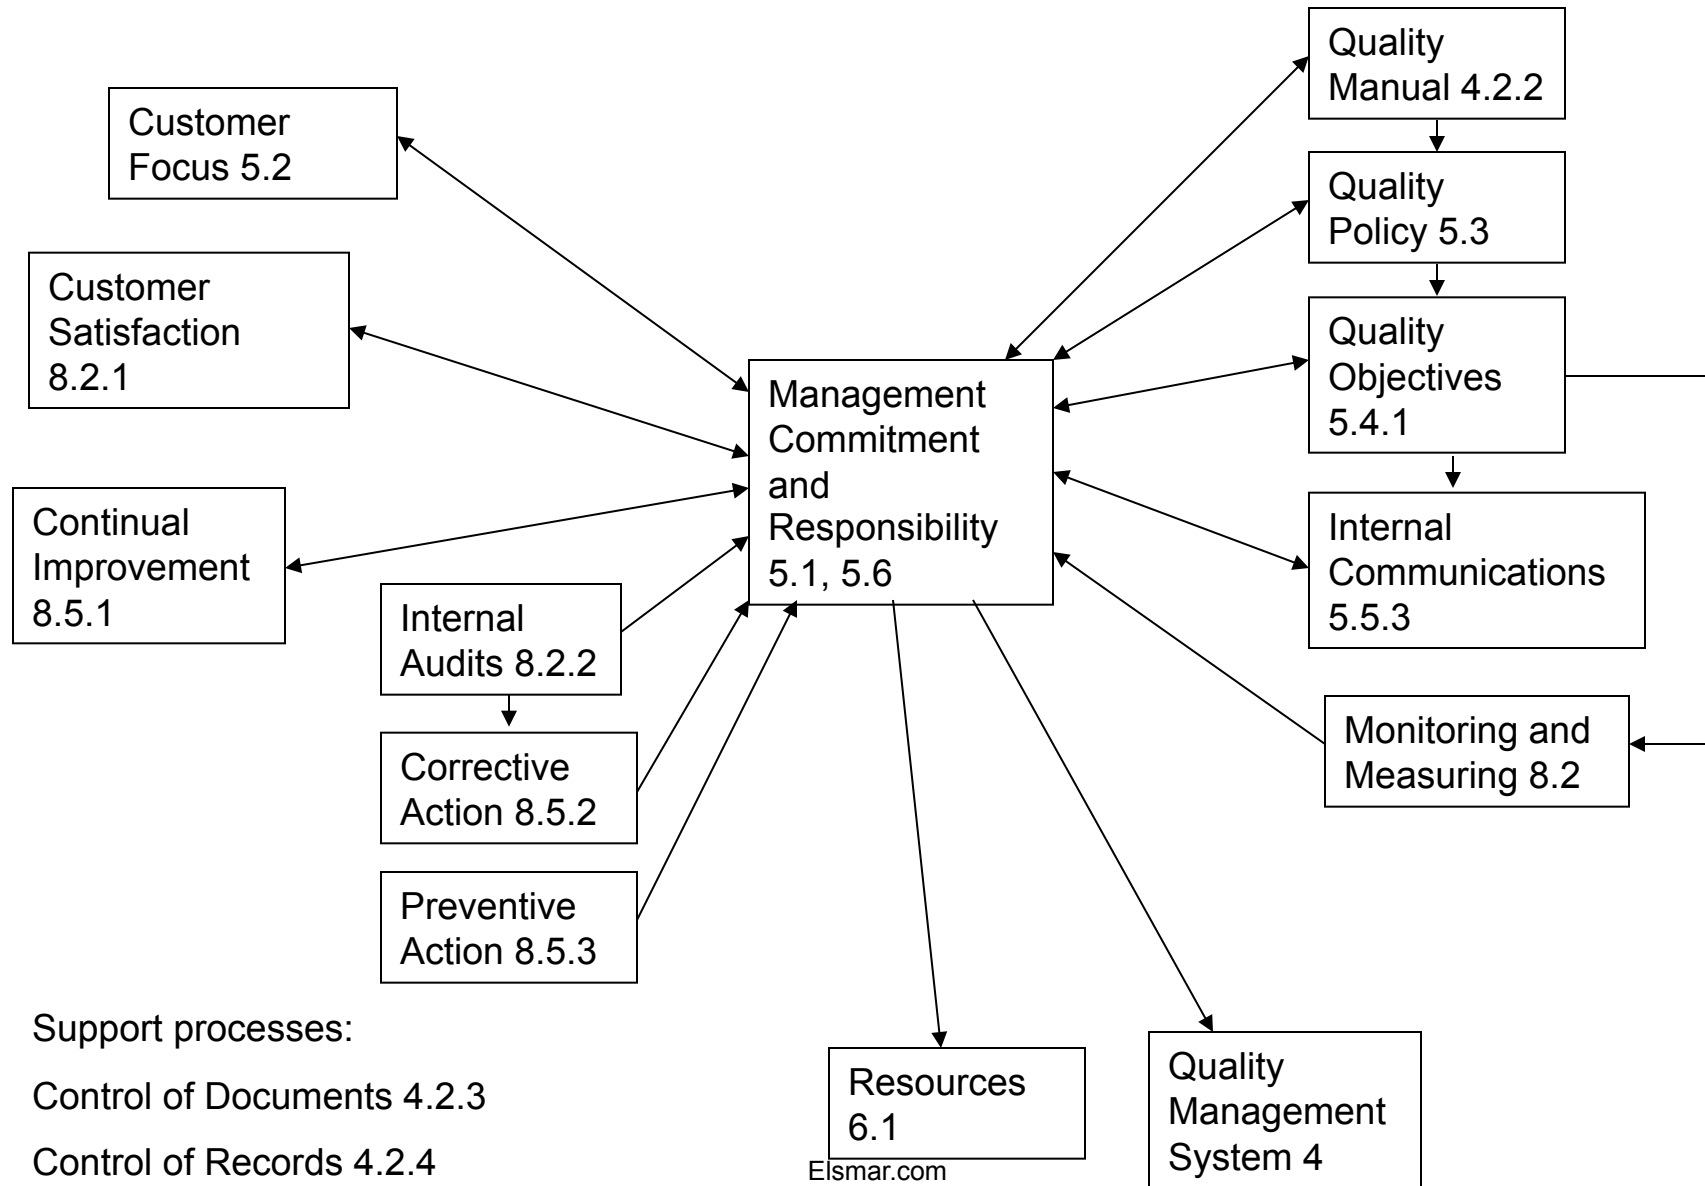 Quality
Manual 4.2.2
Customer
Focus 5.2
Quality
Policy 5.3
Customer
Satisfaction
8.2.1
Quality
Objectives
5.4.1
Management
Commitment
and
Responsibility
5.1, 5.6
Continual
Improvement
8.5.1
Internal
Communications
5.5.3
Internal
Audits 8.2.2
Monitoring and
Measuring 8.2
Corrective
Action 8.5.2
Preventive
Action 8.5.3
Support processes:
Control of Documents 4.2.3
Control of Records 4.2.4
Resources
6.1
Quality
Management
System 4
Elsmar.com